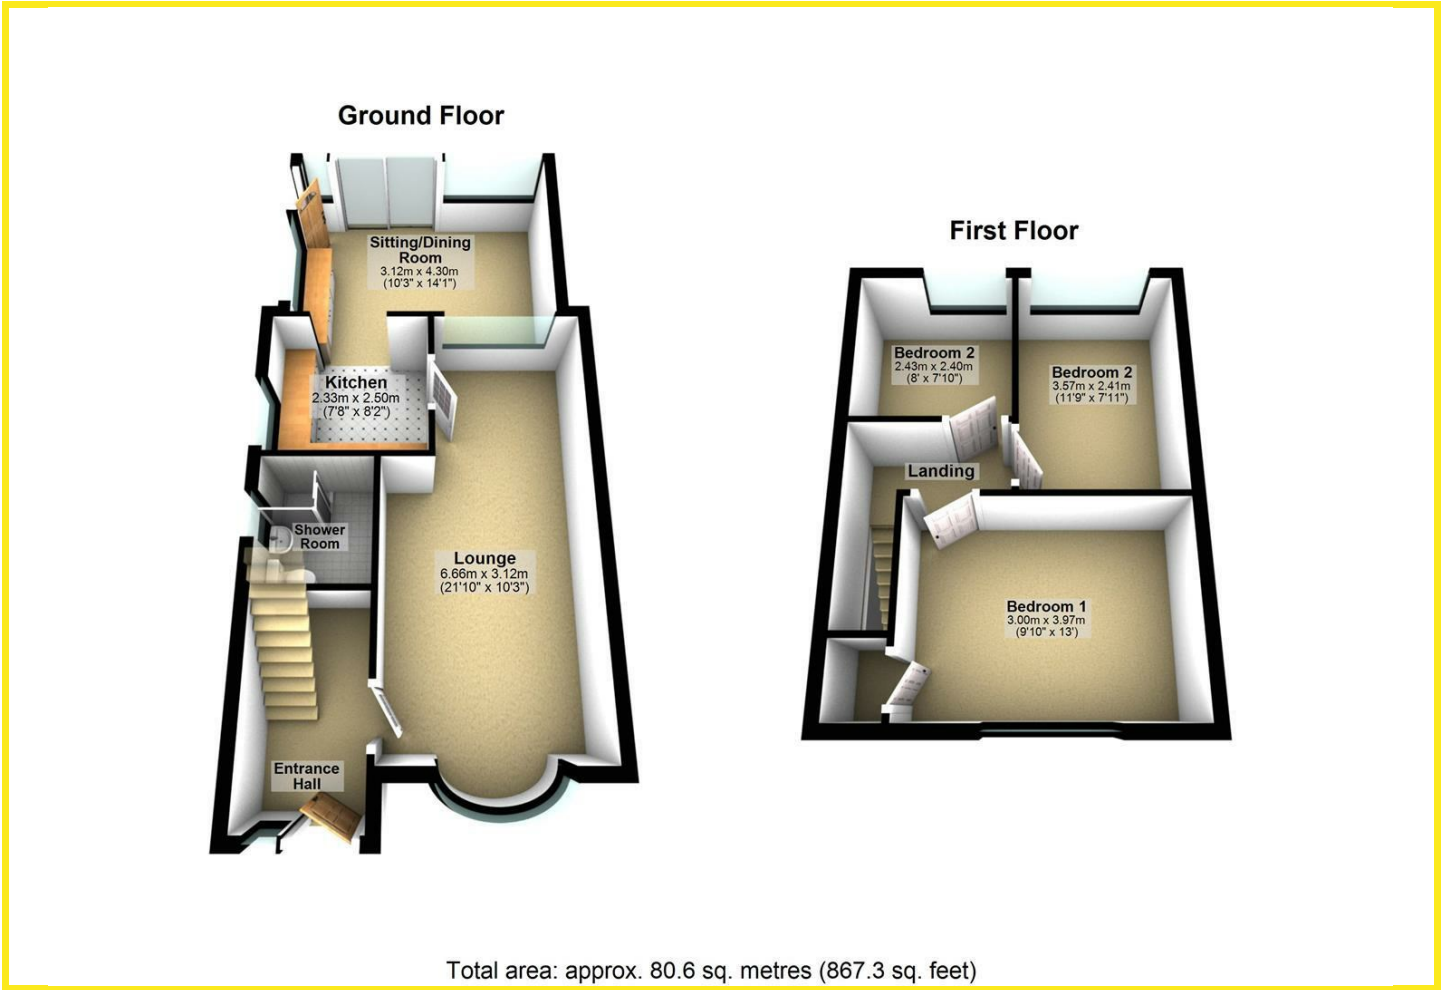 Ground Floor
Sitting/Dining
Room
3.12m x 4.30m
(10'3" x 14'1")
Kitchen
2.33m x 2.50m
(7'8" x 8'2")
Shower
Room
Lounge
6.66m x 3.12m
(21'10" x 10'3")
Entrance
Hall
First Floor
Bedroom 2
2.43m x 2.40m
(8' x 7'10")
Bedroom 2
3.57m x 2.41m
(11'9" x 7'11")
Landing
Bedroom 1
3.00m x 3.97m
(9'10" x 13')
Total area: approx. 80.6 sq. metres (867.3 sq. feet)